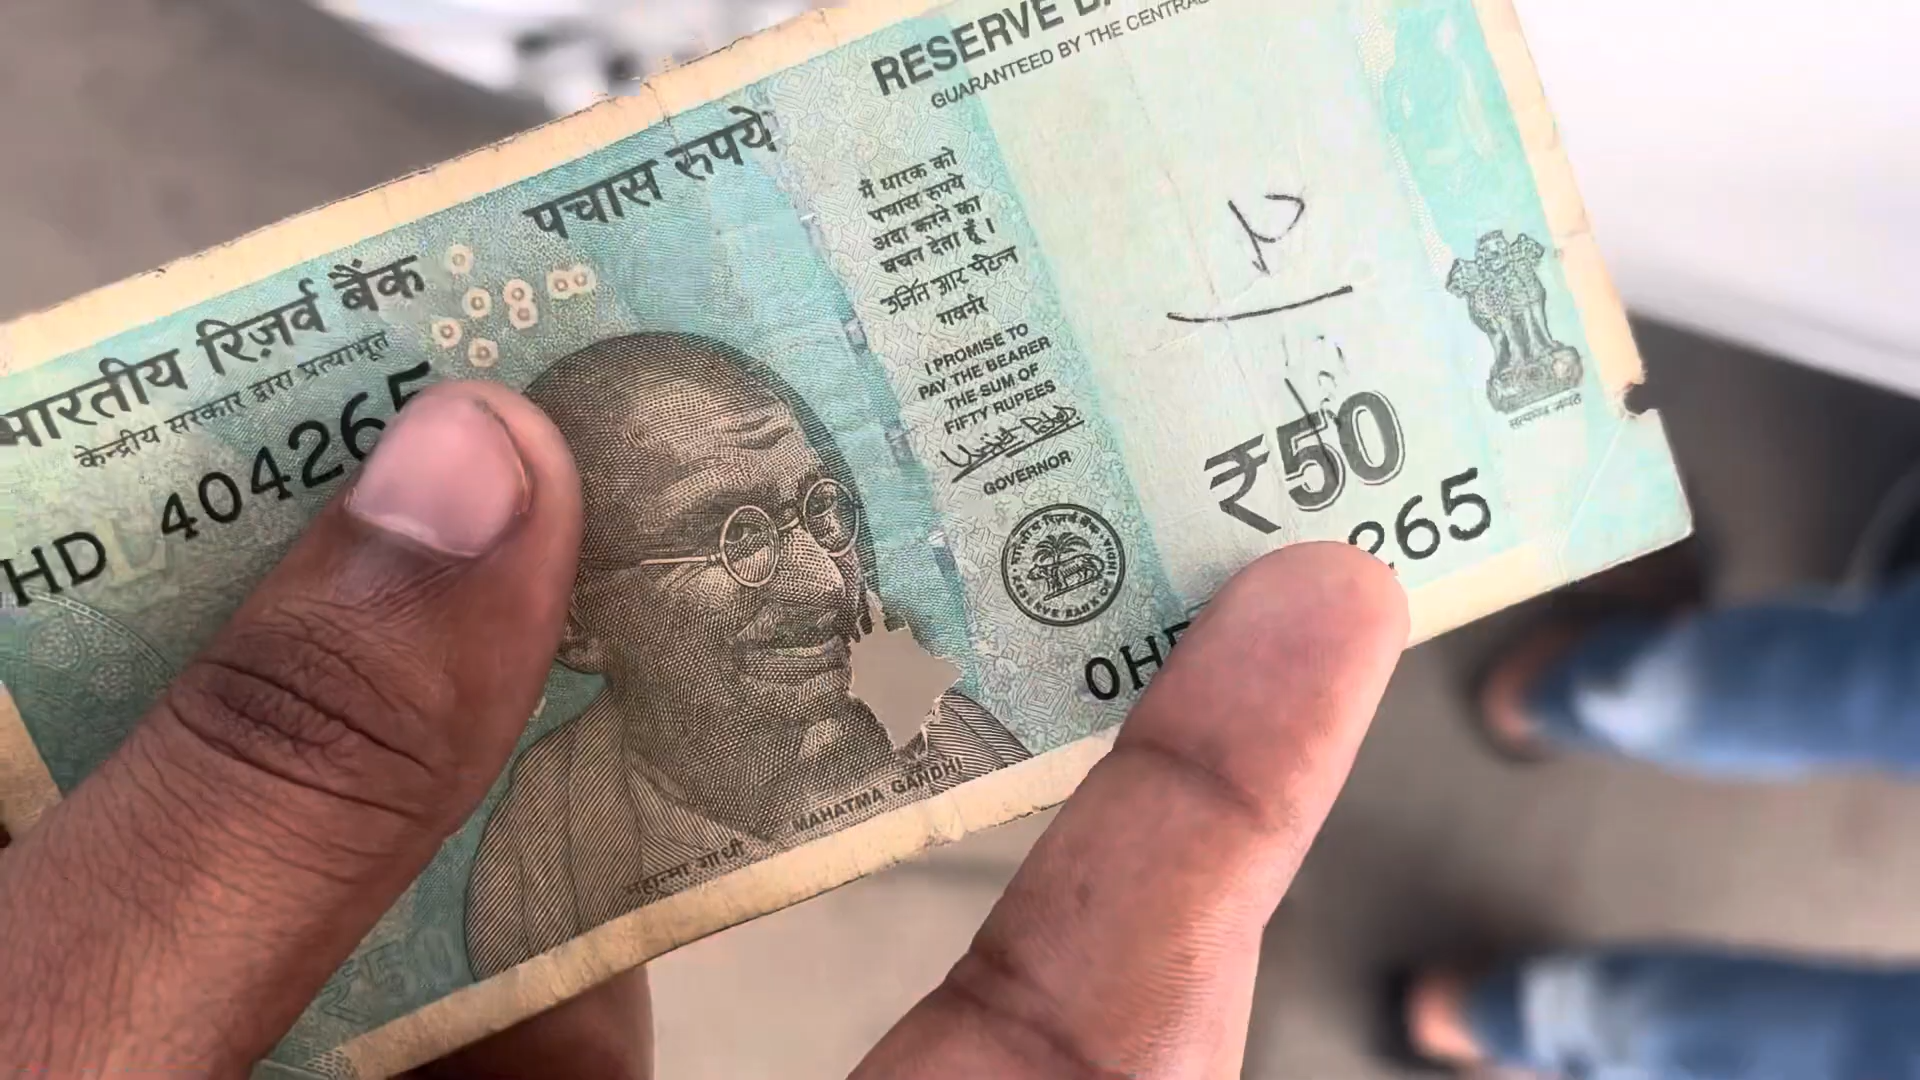 RESERVE
GUARANTEED BY THE CENTRAL
पचास रुपये
भारतीय रिज़र्व बैंक
केन्द्रीय सरकार द्वारा प्रत्याभूत
HD 404265
मैं धारक को
पचास रुपये
अदा करने का
वचन देता हूँ ।
उर्जित आर पटेल
गवर्नर
I PROMISE TO
PAY THE BEARER
THE SUM OF
FIFTY RUPEES
GOVERNOR
₹50
265
0H
सत्यमेव जयते
MAHATMA GANDHI
महात्मा गांधी